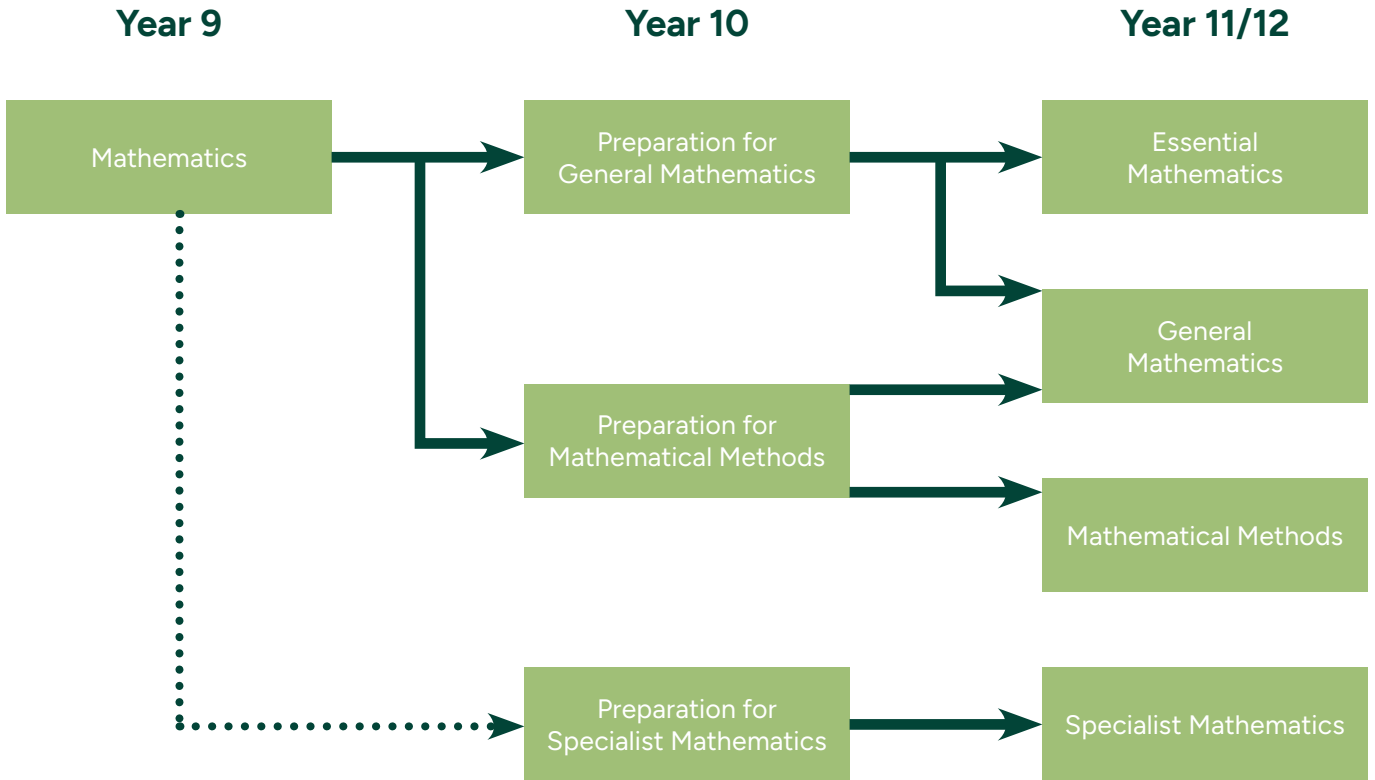 Year 9
Year 10
Year 11/12
Mathematics
Preparation for
General Mathematics
Essential
Mathematics
General
Mathematics
Preparation for
Mathematical Methods
Mathematical Methods
Preparation for
Specialist Mathematics
Specialist Mathematics